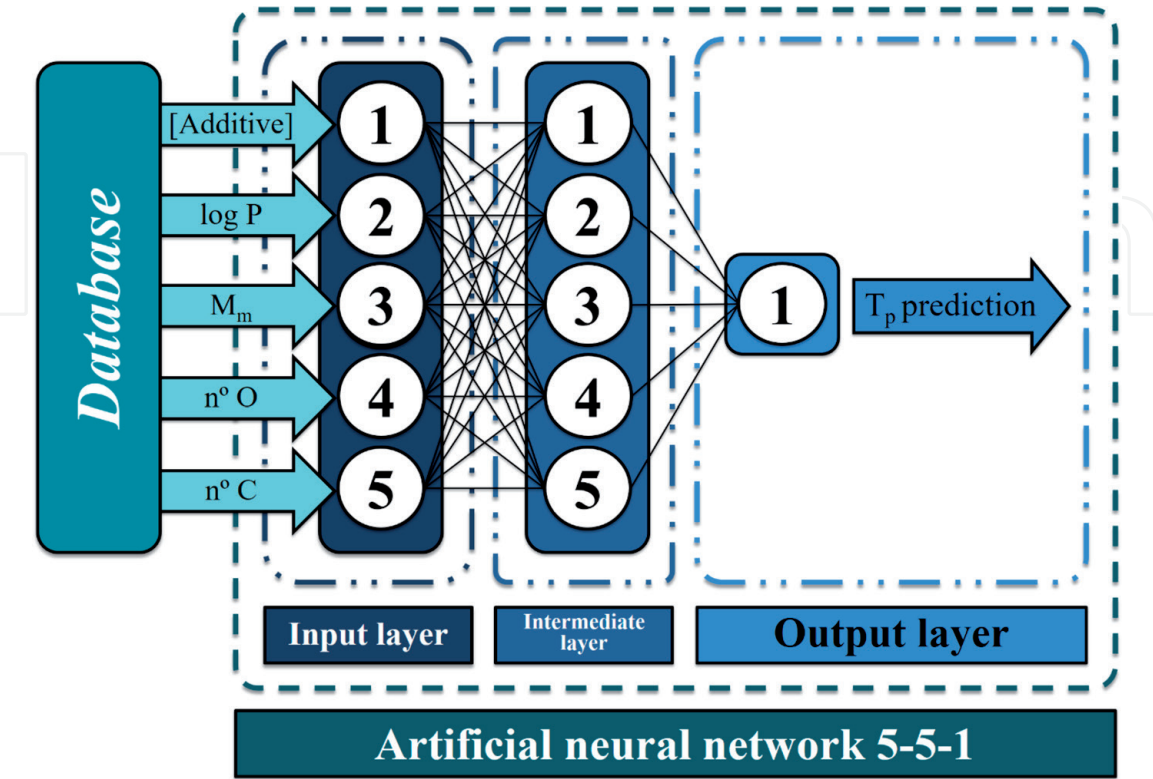 Database
[Additive]
log P
Mm
nº O
nº C
1
2
3
4
5
1
2
3
4
5
1
Tp prediction
Input layer
Intermediate
layer
Output layer
Artificial neural network 5-5-1